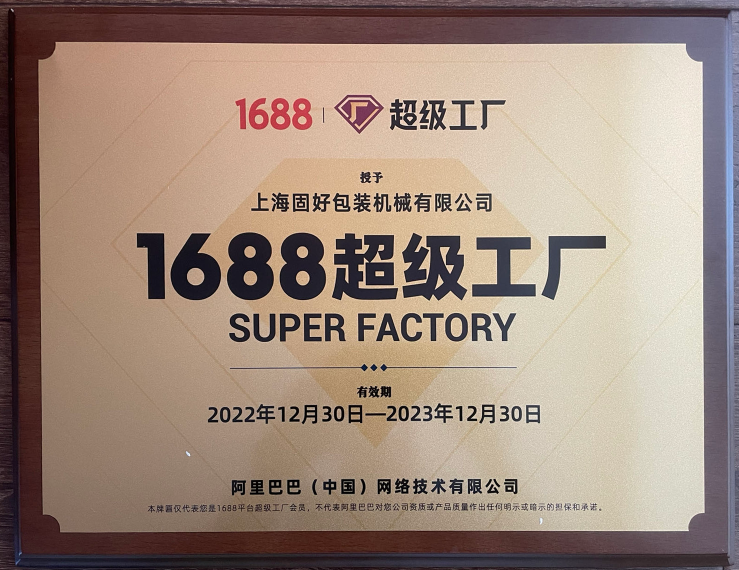 1688 | 超级工厂
授予
上海固好包装机械有限公司
1688超级工厂
SUPER FACTORY
有效期
2022年12月30日—2023年12月30日
阿里巴巴（中国）网络技术有限公司
本牌匾仅代表您是1688平台超级工厂会员，不代表阿里巴巴对您公司资质或产品质量作出任何明示或暗示的担保和承诺。